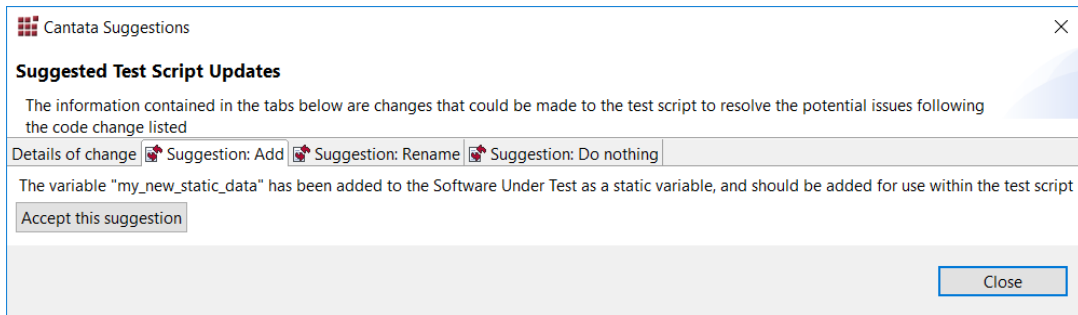 Cantata Suggestions
Suggested Test Script Updates
The information contained in the tabs below are changes that could be made to the test script to resolve the potential issues following
the code change listed
Details of change Suggestion: Add Suggestion: Rename Suggestion: Do nothing
The variable "my_new_static_data" has been added to the Software Under Test as a static variable, and should be added for use within the test script
Accept this suggestion
Close